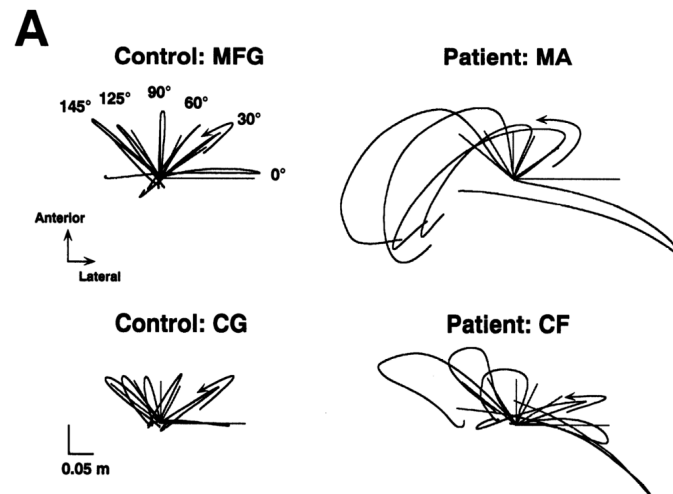 A
Control: MFG
Patient: MA
145°
125°
90°
60°
30°
0°
Anterior
Lateral
Control: CG
Patient: CF
0.05 m